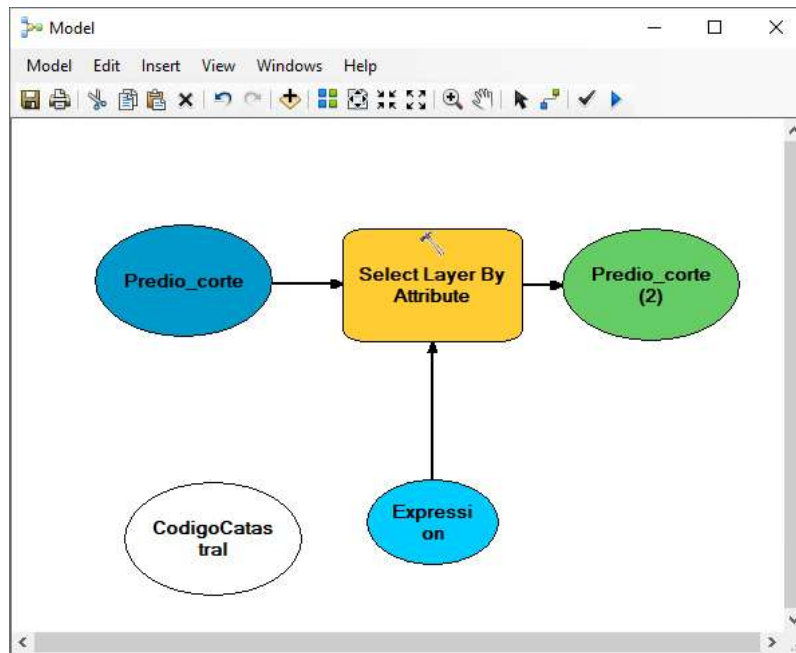 Model
Model Edit Insert View Windows Help
Predio_corte
Select Layer By
Attribute
Predio_corte
(2)
CodigoCatas
tral
Expressi
on